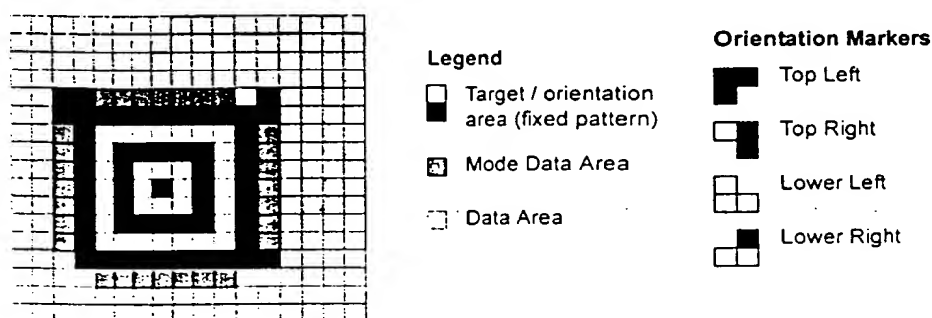 Legend
Target / orientation
area (fixed pattern)
Mode Data Area
Data Area
Orientation Markers
Top Left
Top Right
Lower Left
Lower Right